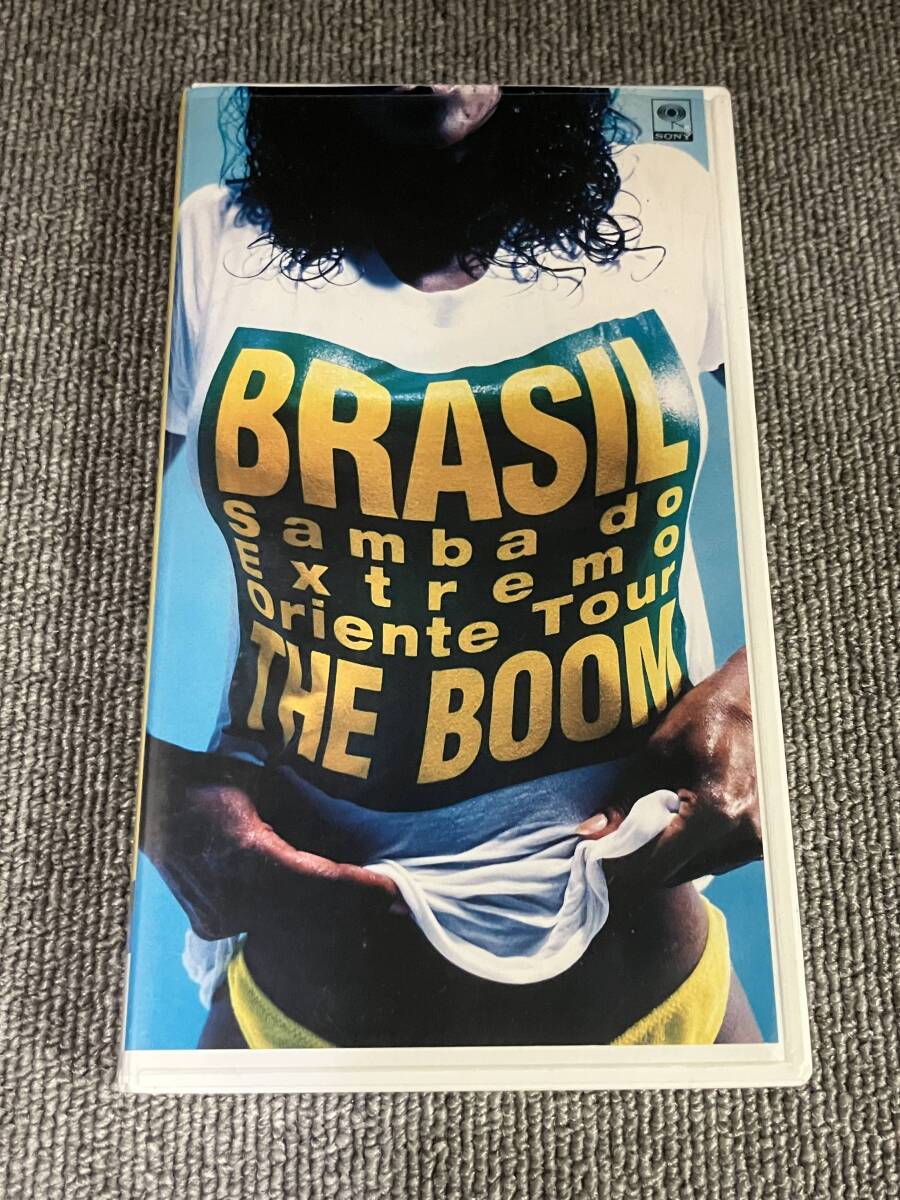 SONY
BRASIL
Samba do
Extremo
Oriente Tour
THE BOOM